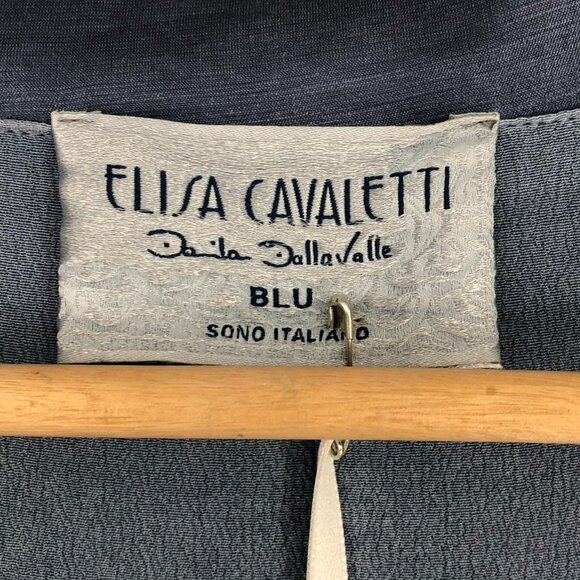 ELISA CAVALETTI
Daniela Dallavalle
BLU
SONO ITALIANO